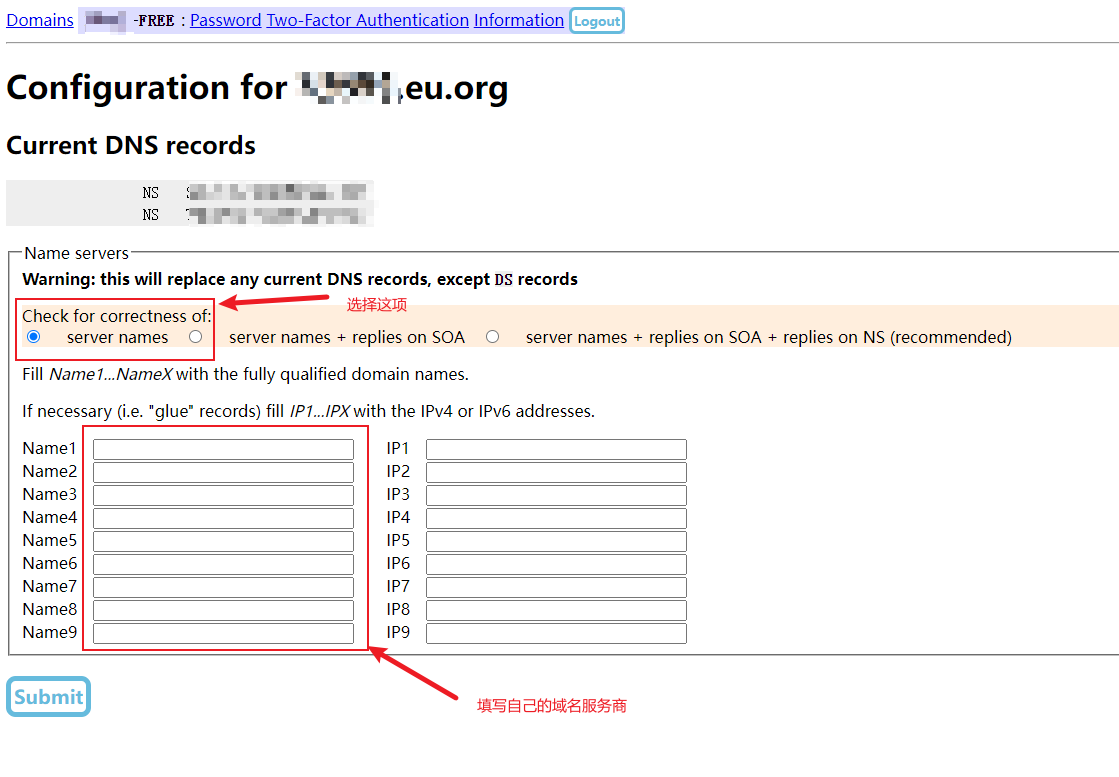 Domains -FREE : Password Two-Factor Authentication Information Logout
Configuration for .eu.org
Current DNS records
NS
NS
Name servers
Warning: this will replace any current DNS records, except DS records
选择这项
Check for correctness of:
server names server names + replies on SOA server names + replies on SOA + replies on NS (recommended)
Fill Name1...NameX with the fully qualified domain names.
If necessary (i.e. "glue" records) fill IP1...IPX with the IPv4 or IPv6 addresses.
Name1 IP1
Name2 IP2
Name3 IP3
Name4 IP4
Name5 IP5
Name6 IP6
Name7 IP7
Name8 IP8
Name9 IP9
Submit
填写自己的域名服务商